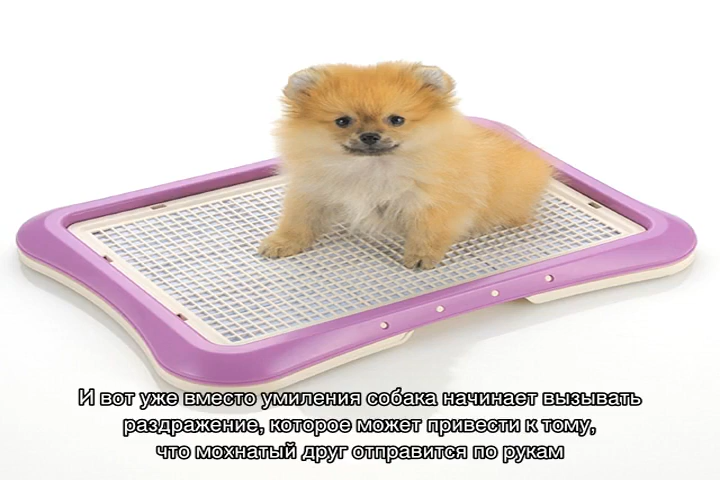 И вот уже вместо умиления собака начинает вызывать
раздражение, которое может привести к тому,
что мохнатый друг отправится по рукам